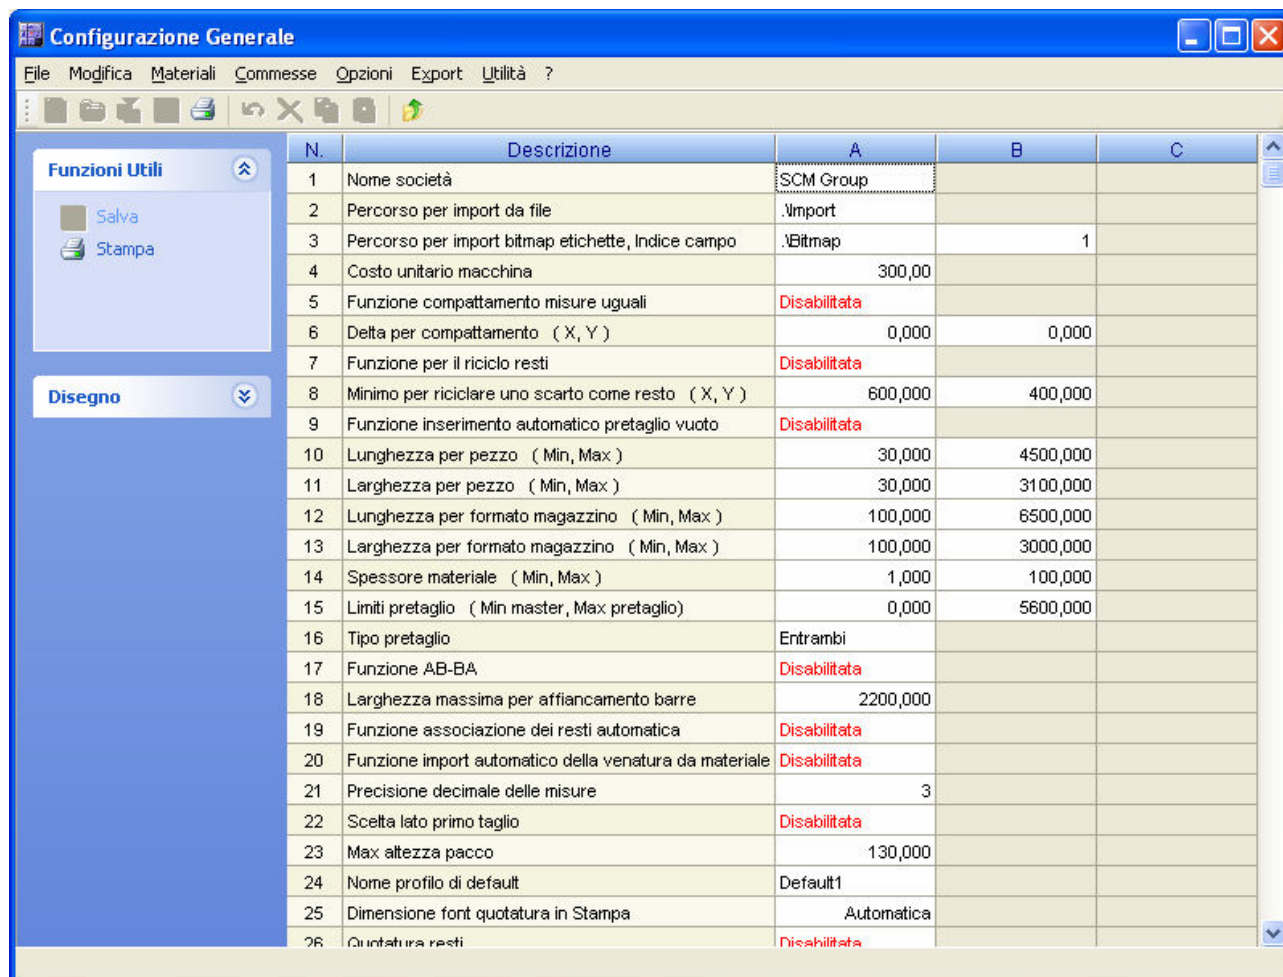 Configurazione Generale
File Modifica Materiali Commesse Opzioni Export Utilità ?
Funzioni Utili
Salva
Stampa
Disegno
N. Descrizione A B C
1 Nome società SCM Group
2 Percorso per import da file .\Import
3 Percorso per import bitmap etichette, Indice campo .\Bitmap 1
4 Costo unitario macchina 300,00
5 Funzione compattamento misure uguali Disabilitata
6 Delta per compattamento ( X, Y ) 0,000 0,000
7 Funzione per il riciclo resti Disabilitata
8 Minimo per riciclare uno scarto come resto ( X, Y ) 600,000 400,000
9 Funzione inserimento automatico pretaglio vuoto Disabilitata
10 Lunghezza per pezzo ( Min, Max ) 30,000 4500,000
11 Larghezza per pezzo ( Min, Max ) 30,000 3100,000
12 Lunghezza per formato magazzino ( Min, Max ) 100,000 6500,000
13 Larghezza per formato magazzino ( Min, Max ) 100,000 3000,000
14 Spessore materiale ( Min, Max ) 1,000 100,000
15 Limiti pretaglio ( Min master, Max pretaglio) 0,000 5600,000
16 Tipo pretaglio Entrambi
17 Funzione AB-BA Disabilitata
18 Larghezza massima per affiancamento barre 2200,000
19 Funzione associazione dei resti automatica Disabilitata
20 Funzione import automatico della venatura da materiale Disabilitata
21 Precisione decimale delle misure 3
22 Scelta lato primo taglio Disabilitata
23 Max altezza pacco 130,000
24 Nome profilo di default Default1
25 Dimensione font quotatura in Stampa Automatica
26 Quotatura resti Disabilitata